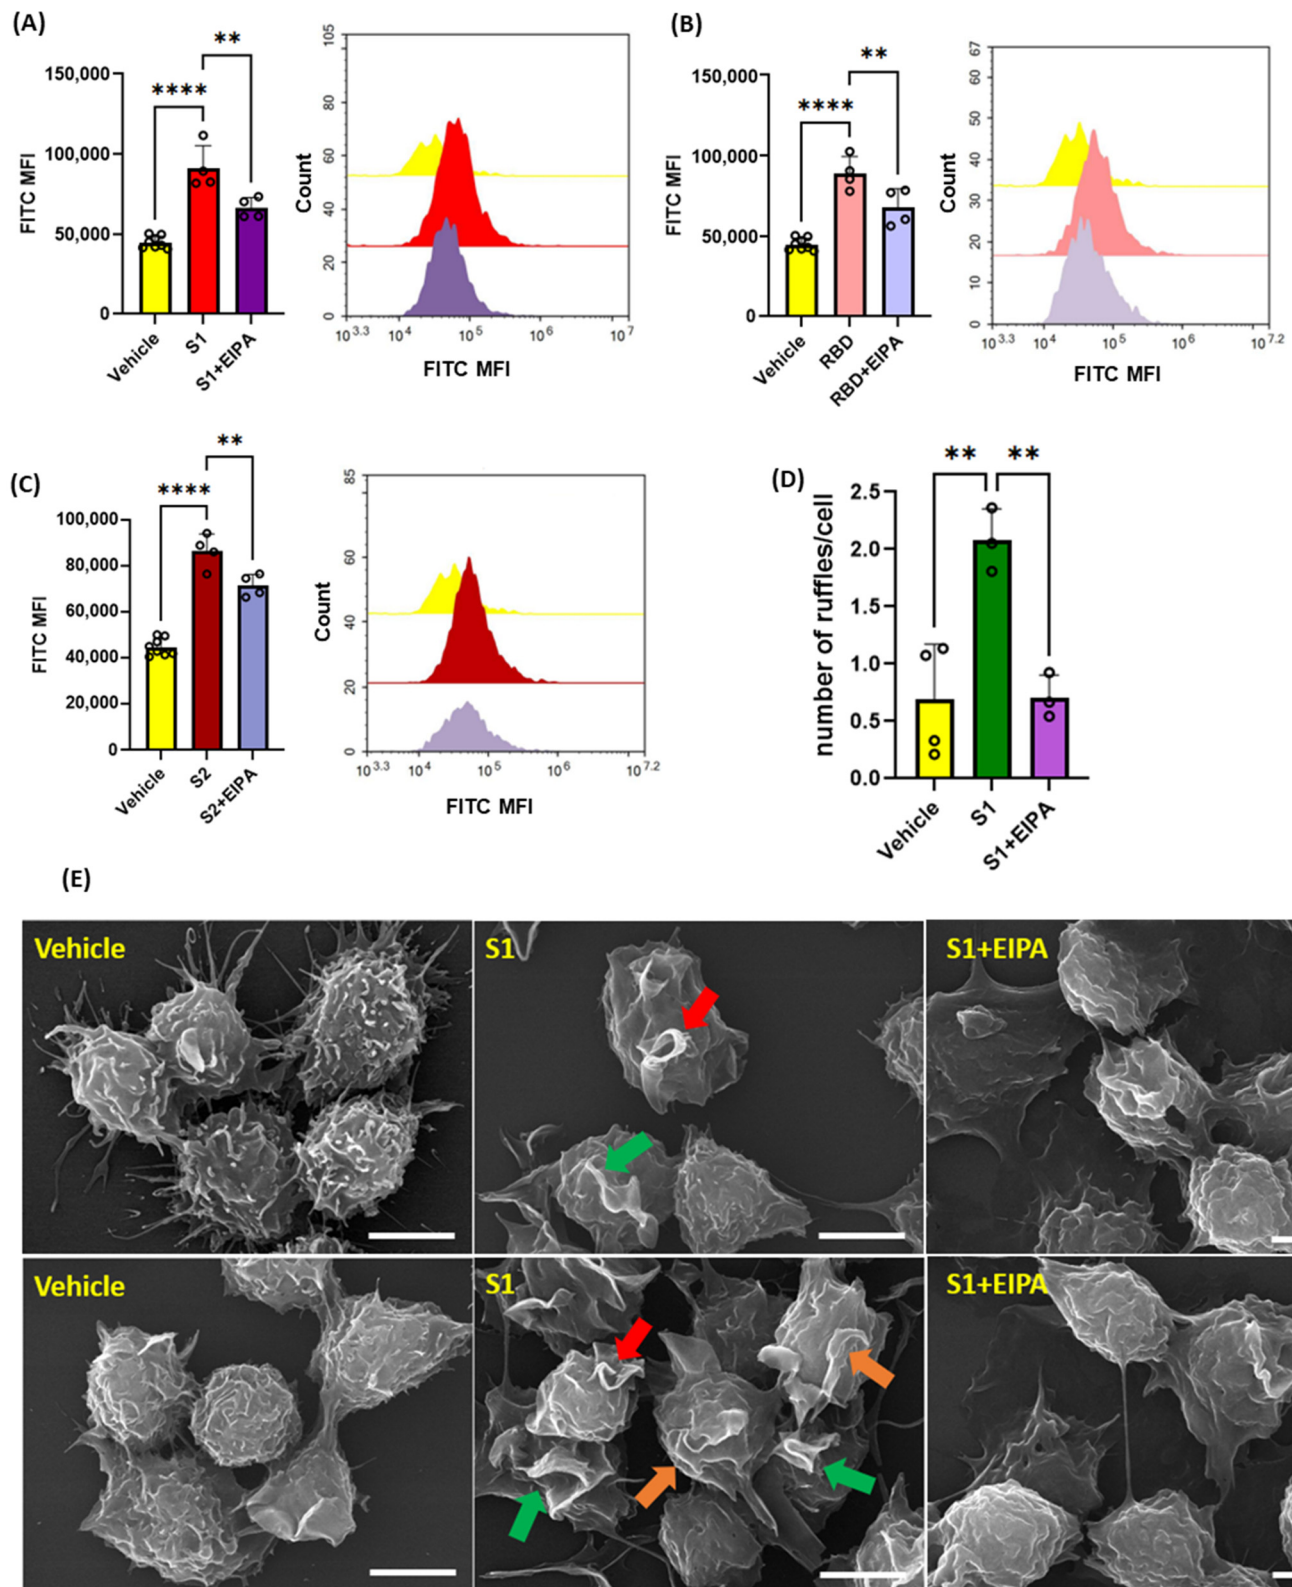 (A)
**
****
150,000
100,000
50,000
0
FITC MFI
Vehicle
S1
S1+EIPA
105
80
60
40
20
0
Count
10^3.3 10^4 10^5 10^6 10^7
FITC MFI
(B)
**
****
150,000
100,000
50,000
0
FITC MFI
Vehicle
RBD
RBD+EIPA
67
60
50
40
30
20
10
0
Count
10^3.3 10^4 10^5 10^6 10^7.2
FITC MFI
(C)
**
****
100,000
80,000
60,000
40,000
20,000
0
FITC MFI
Vehicle
S2
S2+EIPA
85
60
40
20
0
Count
10^3.3 10^4 10^5 10^6 10^7.2
FITC MFI
(D)
** **
2.5
2.0
1.5
1.0
0.5
0.0
number of ruffles/cell
Vehicle
S1
S1+EIPA
(E)
Vehicle
S1
S1+EIPA
Vehicle
S1
S1+EIPA